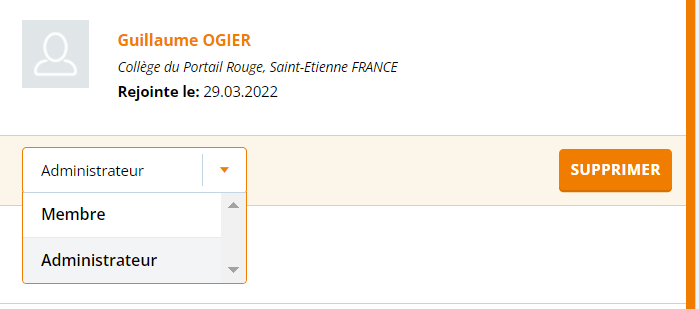 Guillaume OGIER
Collège du Portail Rouge, Saint-Etienne FRANCE
Rejointe le: 29.03.2022
Administrateur
SUPPRIMER
Membre
Administrateur